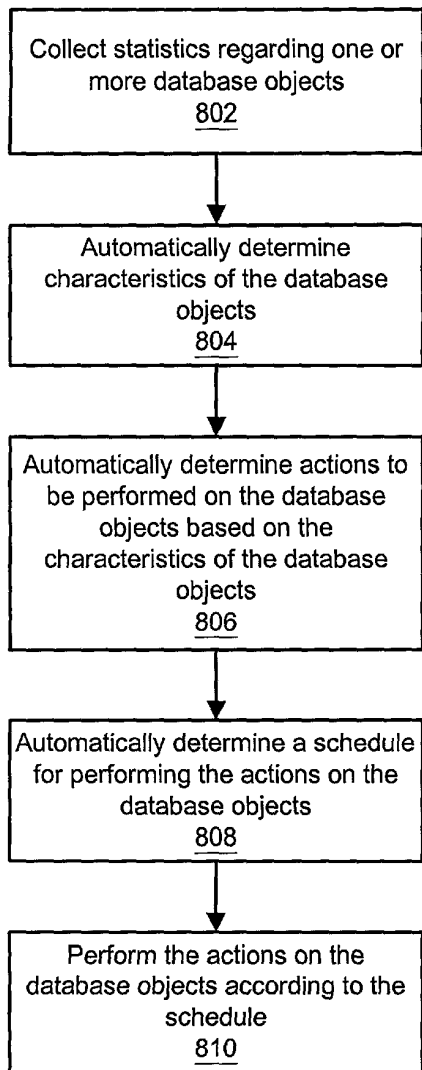 Collect statistics regarding one or
more database objects
802
Automatically determine
characteristics of the database
objects
804
Automatically determine actions to
be performed on the database
objects based on the
characteristics of the database
objects
806
Automatically determine a schedule
for performing the actions on the
database objects
808
Perform the actions on the
database objects according to the
schedule
810